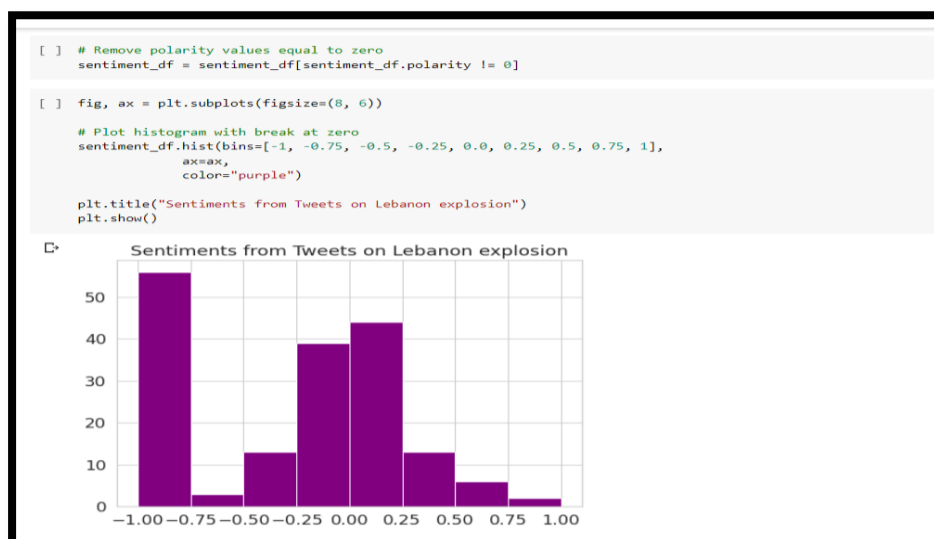 [ ] # Remove polarity values equal to zero
sentiment_df = sentiment_df[sentiment_df.polarity != 0]
[ ] fig, ax = plt.subplots(figsize=(8, 6))
# Plot histogram with break at zero
sentiment_df.hist(bins=[-1, -0.75, -0.5, -0.25, 0.0, 0.25, 0.5, 0.75, 1],
ax=ax,
color="purple")
plt.title("Sentiments from Tweets on Lebanon explosion")
plt.show()
Sentiments from Tweets on Lebanon explosion
50
40
30
20
10
0
−1.00 −0.75 −0.50 −0.25 0.00 0.25 0.50 0.75 1.00